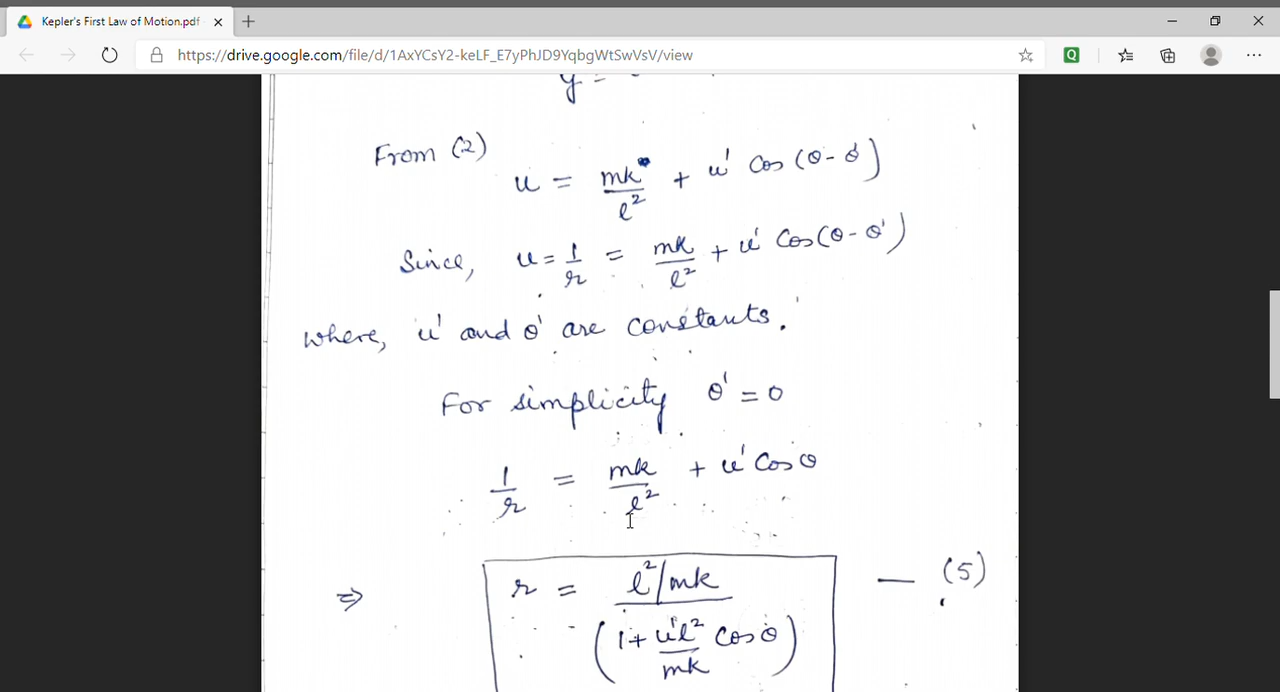 Kepler's First Law of Motion.pdf
https://drive.google.com/file/d/1AxYCsY2-keLF_E7yPhJD9YqbgWtSwVsV/view
y =
From (2)
u = mk/l² + u' Cos (θ - θ')
Since, u = 1/r = mk/l² + u' Cos (θ - θ')
where, u' and θ' are constants.
For simplicity θ' = 0
1/r = mk/l² + u' Cos θ
⇒ r = l²/mk / (1 + u'l²/mk Cos θ) — (5)